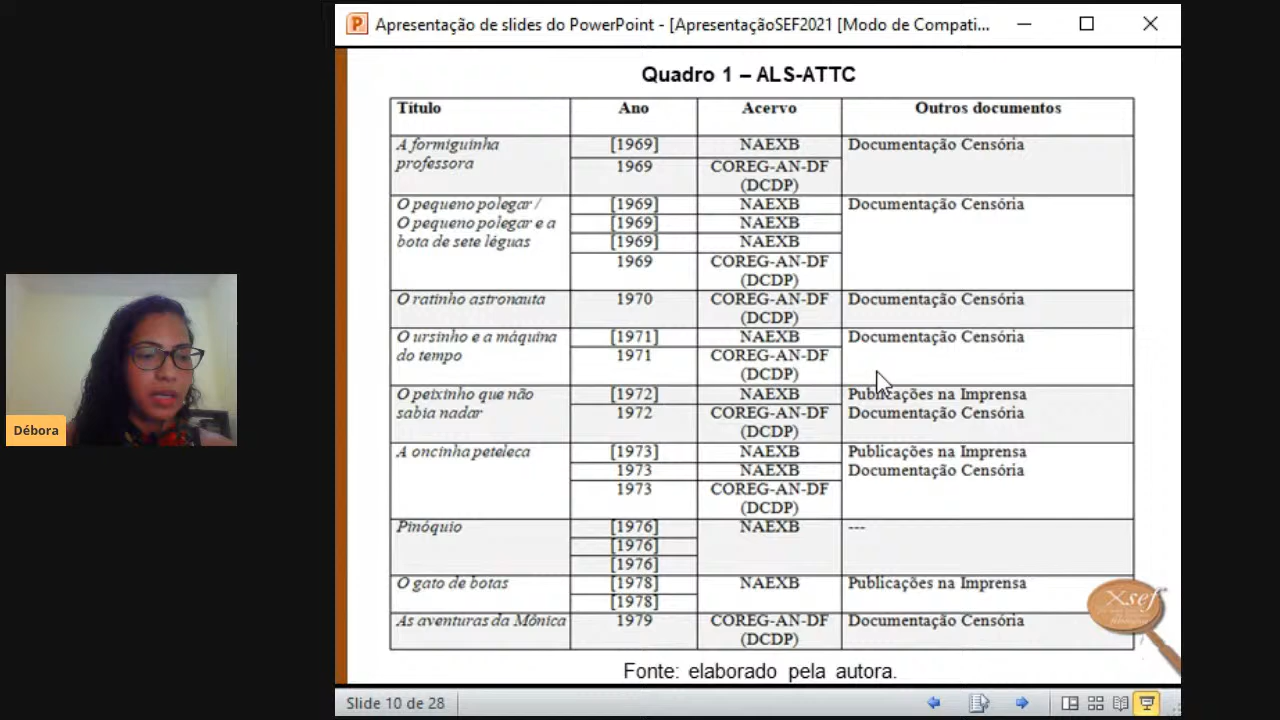 Apresentação de slides do PowerPoint - [ApresentaçãoSEF2021 [Modo de Compati...
Quadro 1 – ALS-ATTC
Título Ano Acervo Outros documentos
A formiguinha professora [1969] NAEXB Documentação Censória
1969 COREG-AN-DF (DCDP)
O pequeno polegar / O pequeno polegar e a bota de sete léguas [1969] NAEXB Documentação Censória
[1969] NAEXB
[1969] NAEXB
1969 COREG-AN-DF (DCDP)
O ratinho astronauta 1970 COREG-AN-DF (DCDP) Documentação Censória
O ursinho e a máquina do tempo [1971] NAEXB Documentação Censória
1971 COREG-AN-DF (DCDP)
O peixinho que não sabia nadar [1972] NAEXB Publicações na Imprensa
1972 COREG-AN-DF (DCDP) Documentação Censória
A oncinha peteleca [1973] NAEXB Publicações na Imprensa
1973 NAEXB Documentação Censória
1973 COREG-AN-DF (DCDP)
Pinóquio [1976] NAEXB ---
[1976]
[1976]
O gato de botas [1978] NAEXB Publicações na Imprensa
[1978]
As aventuras da Mônica 1979 COREG-AN-DF (DCDP) Documentação Censória
Fonte: elaborado pela autora.
Xsef
Débora
Slide 10 de 28